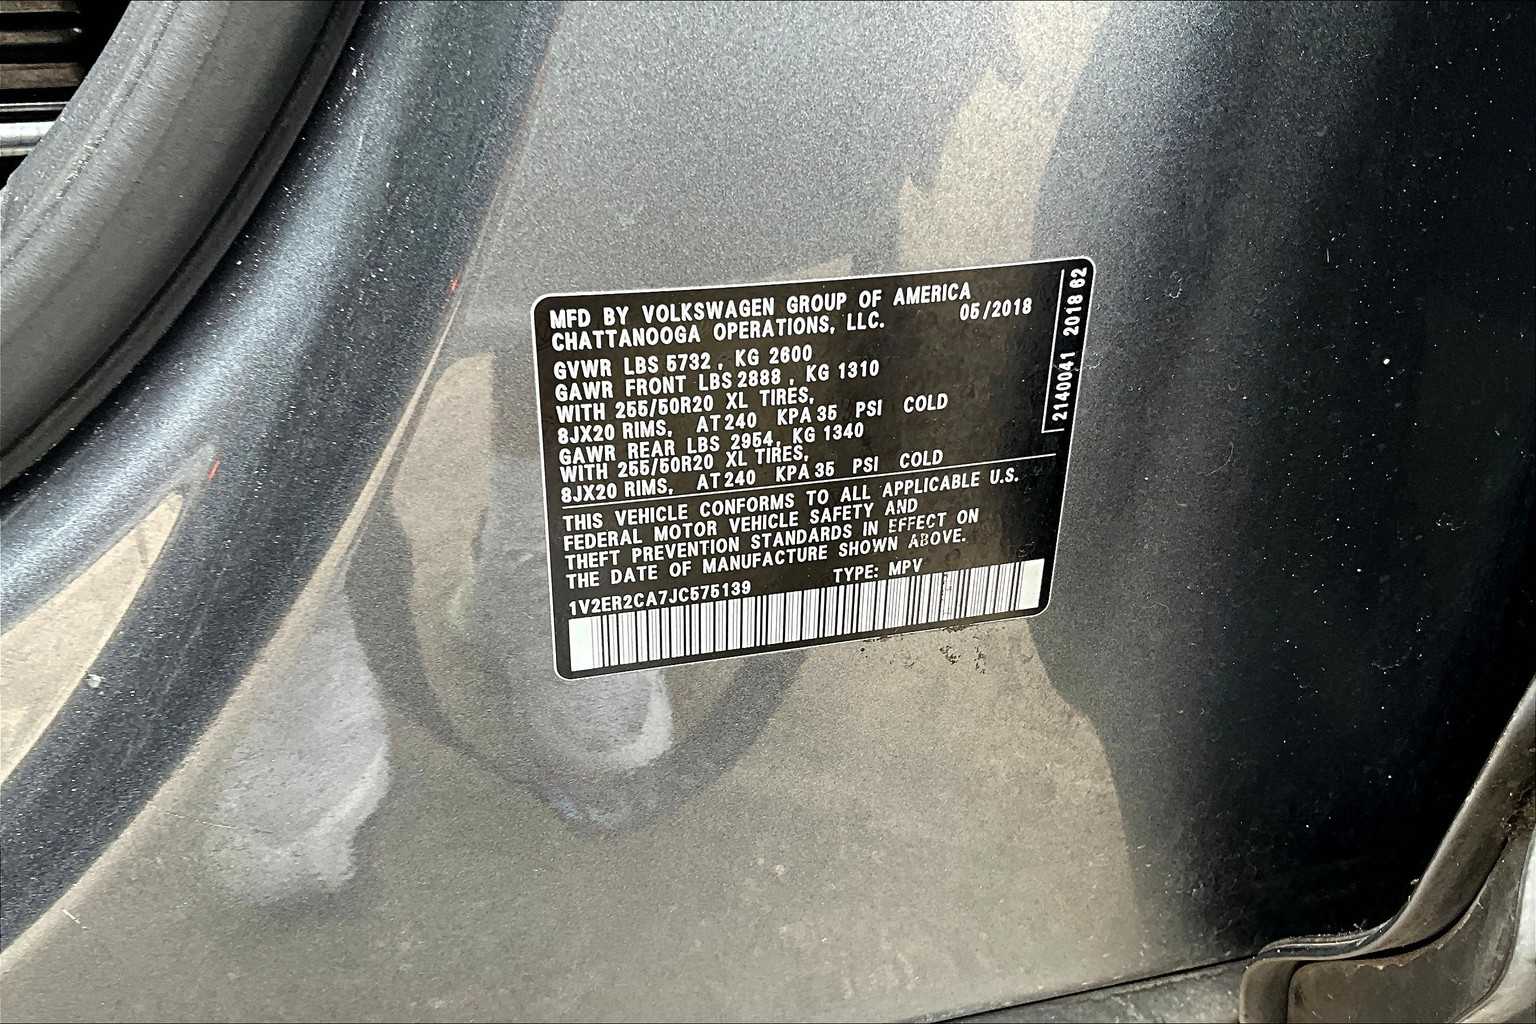 MFD BY VOLKSWAGEN GROUP OF AMERICA
CHATTANOOGA OPERATIONS, LLC. 05/2018
GVWR LBS 5732 , KG 2600
GAWR FRONT LBS 2888 , KG 1310
WITH 255/50R20 XL TIRES,
8JX20 RIMS, AT 240 KPA 35 PSI COLD
GAWR REAR LBS 2954, KG 1340
WITH 255/50R20 XL TIRES,
8JX20 RIMS, AT 240 KPA 35 PSI COLD
THIS VEHICLE CONFORMS TO ALL APPLICABLE U.S.
FEDERAL MOTOR VEHICLE SAFETY AND
THEFT PREVENTION STANDARDS IN EFFECT ON
THE DATE OF MANUFACTURE SHOWN ABOVE.
1V2ER2CA7JC575139 TYPE: MPV
2140041 2018 62